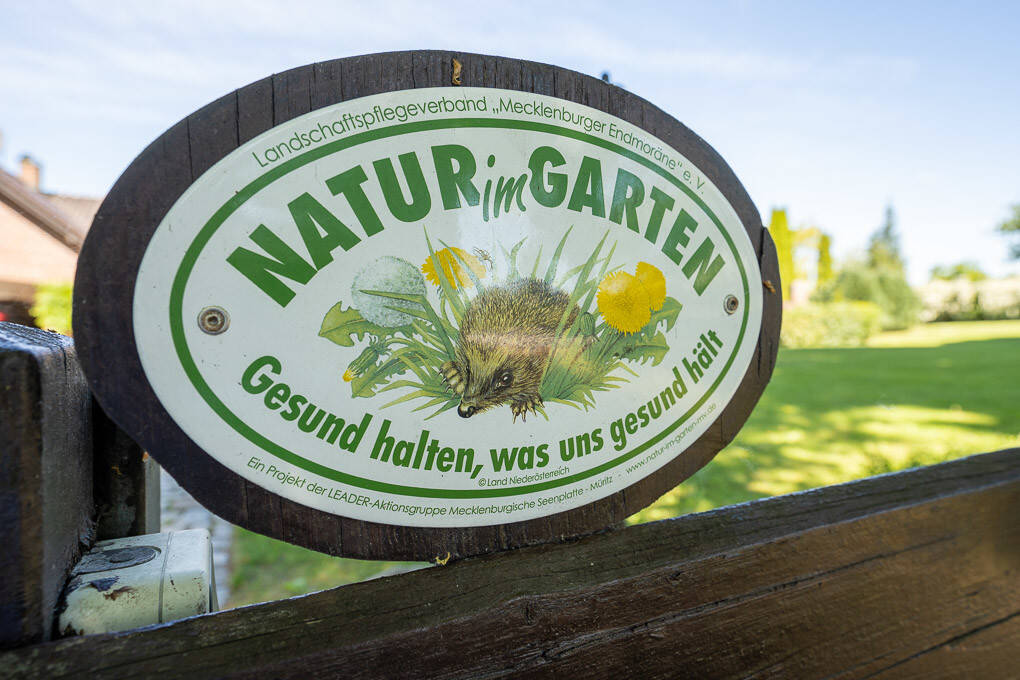 Landschaftspflegeverband „Mecklenburger Endmoräne" e. V.
NATUR im GARTEN
Gesund halten, was uns gesund hält
© Land Niederösterreich
Ein Projekt der LEADER-Aktionsgruppe Mecklenburgische Seenplatte - Müritz - www.natur-im-garten-mv.de